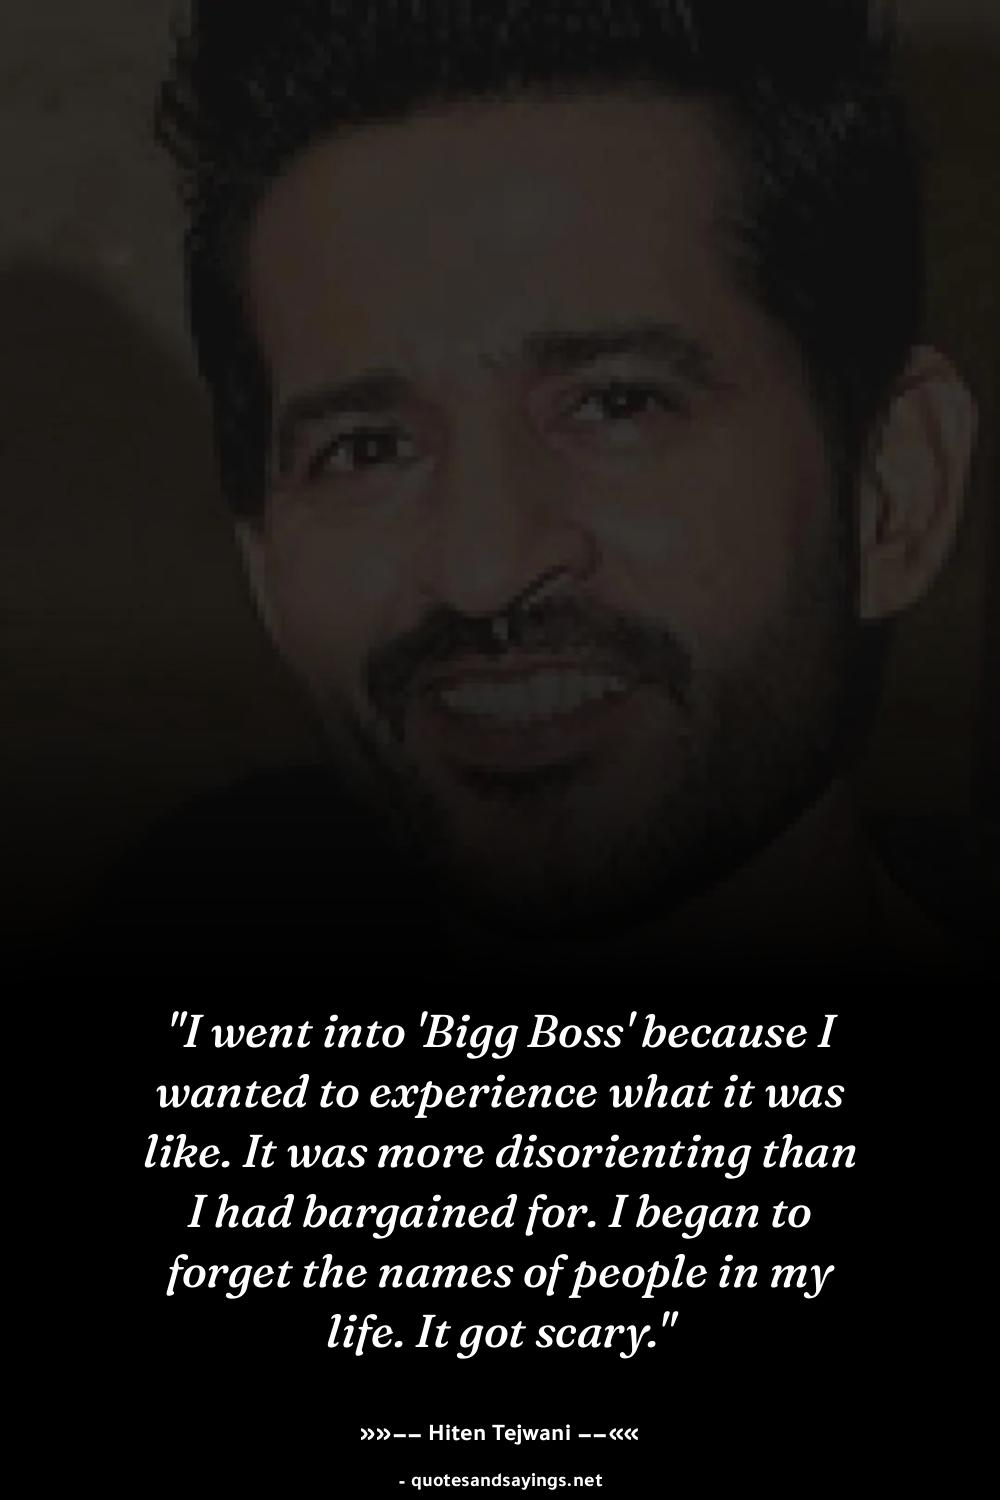 "I went into 'Bigg Boss' because I
wanted to experience what it was
like. It was more disorienting than
I had bargained for. I began to
forget the names of people in my
life. It got scary."
»»−− Hiten Tejwani −−««
- quotesandsayings.net